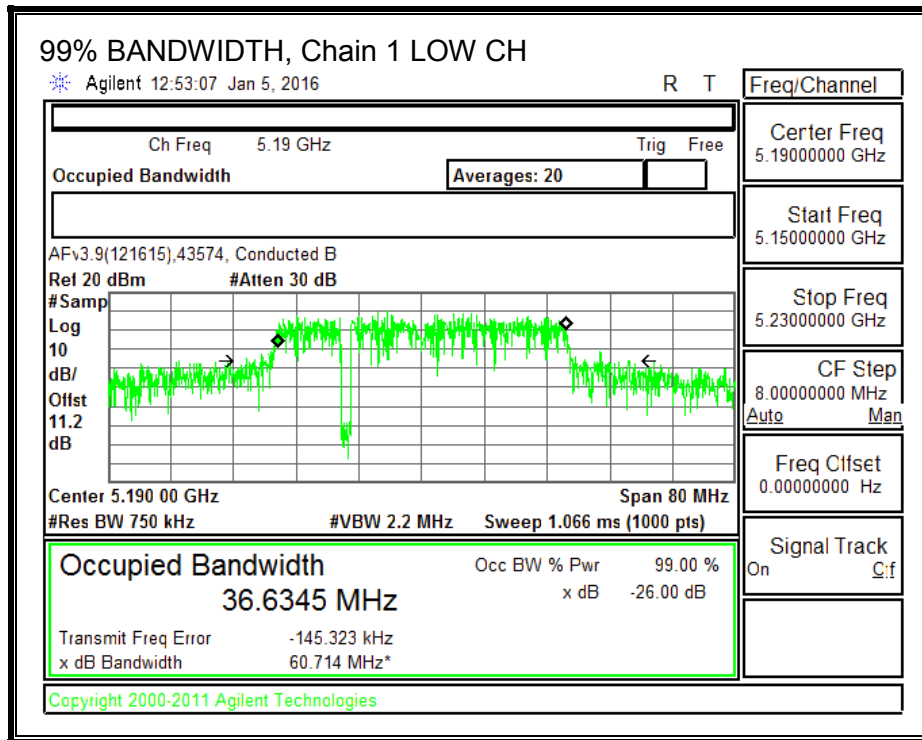 99% BANDWIDTH, Chain 1 LOW CH
Agilent 12:53:07 Jan 5, 2016 R T
Freq/Channel
Ch Freq 5.19 GHz Trig Free
Occupied Bandwidth Averages: 20
Center Freq
5.19000000 GHz
Start Freq
5.15000000 GHz
AFv3.9(121615),43574, Conducted B
Ref 20 dBm #Atten 30 dB
#Samp
Log
10
dB/
Offst
11.2
dB
Stop Freq
5.23000000 GHz
CF Step
8.00000000 MHz
Auto Man
Freq Offset
0.00000000 Hz
Center 5.190 00 GHz Span 80 MHz
#Res BW 750 kHz #VBW 2.2 MHz Sweep 1.066 ms (1000 pts)
Signal Track
On Off
Occupied Bandwidth Occ BW % Pwr 99.00 %
36.6345 MHz x dB -26.00 dB
Transmit Freq Error -145.323 kHz
x dB Bandwidth 60.714 MHz*
Copyright 2000-2011 Agilent Technologies